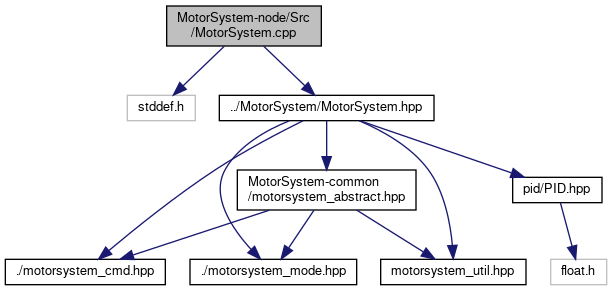 MotorSystem-node/Src
/MotorSystem.cpp
stddef.h
../MotorSystem/MotorSystem.hpp
MotorSystem-common
/motorsystem_abstract.hpp
pid/PID.hpp
./motorsystem_cmd.hpp
./motorsystem_mode.hpp
motorsystem_util.hpp
float.h